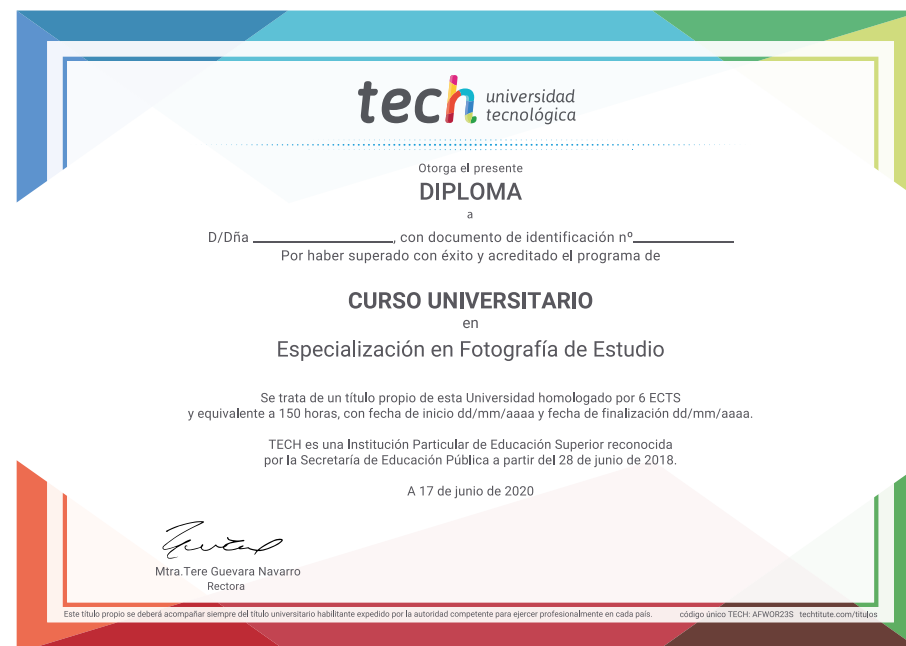 tech universidad
tecnológica
Otorga el presente
DIPLOMA
a
D/Dña ____________________, con documento de identificación nº______________
Por haber superado con éxito y acreditado el programa de
CURSO UNIVERSITARIO
en
Especialización en Fotografía de Estudio
Se trata de un título propio de esta Universidad homologado por 6 ECTS
y equivalente a 150 horas, con fecha de inicio dd/mm/aaaa y fecha de finalización dd/mm/aaaa.
TECH es una Institución Particular de Educación Superior reconocida
por la Secretaría de Educación Pública a partir del 28 de junio de 2018.
A 17 de junio de 2020
Mtra.Tere Guevara Navarro
Rectora
Este título propio se deberá acompañar siempre del título universitario habilitante expedido por la autoridad competente para ejercer profesionalmente en cada país. código único TECH: AFWOR23S techtitute.com/títulos